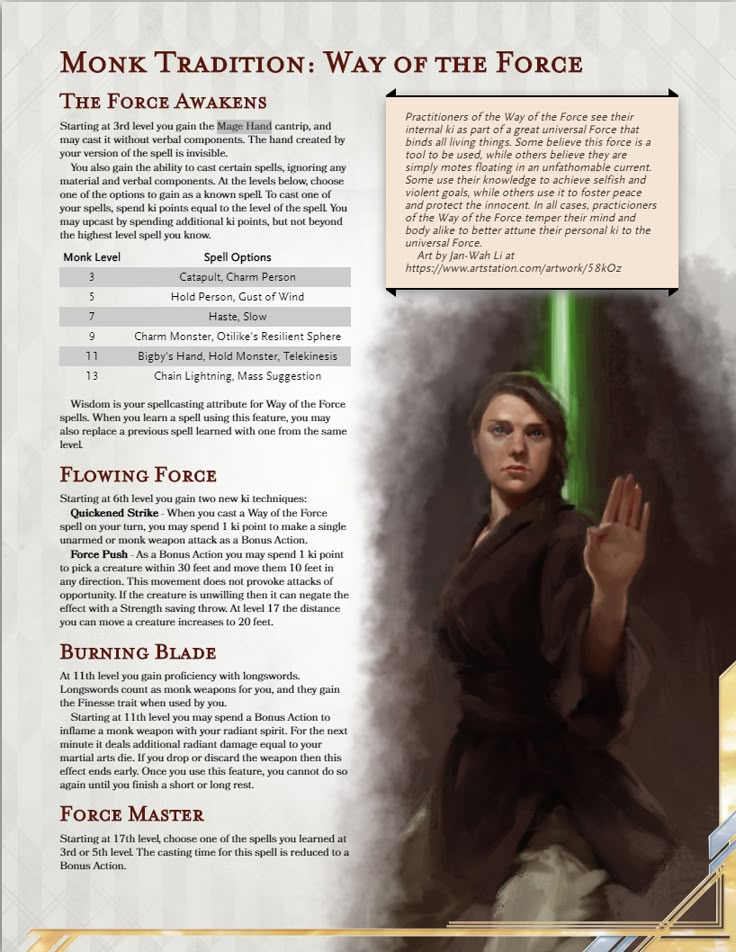 Monk Tradition: Way of the Force
The Force Awakens
Starting at 3rd level you gain the Mage Hand cantrip, and
may cast it without verbal components. The hand created by
your version of the spell is invisible.
You also gain the ability to cast certain spells, ignoring any
material and verbal components. At the levels below, choose
one of the options to gain as a known spell. To cast one of
your spells, spend ki points equal to the level of the spell. You
may upcast by spending additional ki points, but not beyond
the highest level spell you know.
Monk Level Spell Options
3 Catapult, Charm Person
5 Hold Person, Gust of Wind
7 Haste, Slow
9 Charm Monster, Otilike's Resilient Sphere
11 Bigby's Hand, Hold Monster, Telekinesis
13 Chain Lightning, Mass Suggestion
Wisdom is your spellcasting attribute for Way of the Force
spells. When you learn a spell using this feature, you may
also replace a previous spell learned with one from the same
level.
Flowing Force
Starting at 6th level you gain two new ki techniques:
Quickened Strike - When you cast a Way of the Force
spell on your turn, you may spend 1 ki point to make a single
unarmed or monk weapon attack as a Bonus Action.
Force Push - As a Bonus Action you may spend 1 ki point
to pick a creature within 30 feet and move them 10 feet in
any direction. This movement does not provoke attacks of
opportunity. If the creature is unwilling then it can negate the
effect with a Strength saving throw. At level 17 the distance
you can move a creature increases to 20 feet.
Burning Blade
At 11th level you gain proficiency with longswords.
Longswords count as monk weapons for you, and they gain
the Finesse trait when used by you.
Starting at 11th level you may spend a Bonus Action to
inflame a monk weapon with your radiant spirit. For the next
minute it deals additional radiant damage equal to your
martial arts die. If you drop or discard the weapon then this
effect ends early. Once you use this feature, you cannot do so
again until you finish a short or long rest.
Force Master
Starting at 17th level, choose one of the spells you learned at
3rd or 5th level. The casting time for this spell is reduced to a
Bonus Action.
Practitioners of the Way of the Force see their
internal ki as part of a great universal Force that
binds all living things. Some believe this force is a
tool to be used, while others believe they are
simply motes floating in an unfathomable current.
Some use their knowledge to achieve selfish and
violent goals, while others use it to foster peace
and protect the innocent. In all cases, practicioners
of the Way of the Force temper their mind and
body alike to better attune their personal ki to the
universal Force.
Art by Jan-Wah Li at
https://www.artstation.com/artwork/58kOz